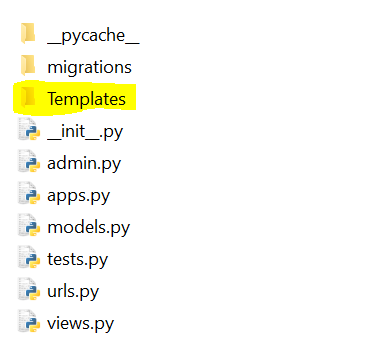 __pycache__
migrations
Templates
__init__.py
admin.py
apps.py
models.py
tests.py
urls.py
views.py